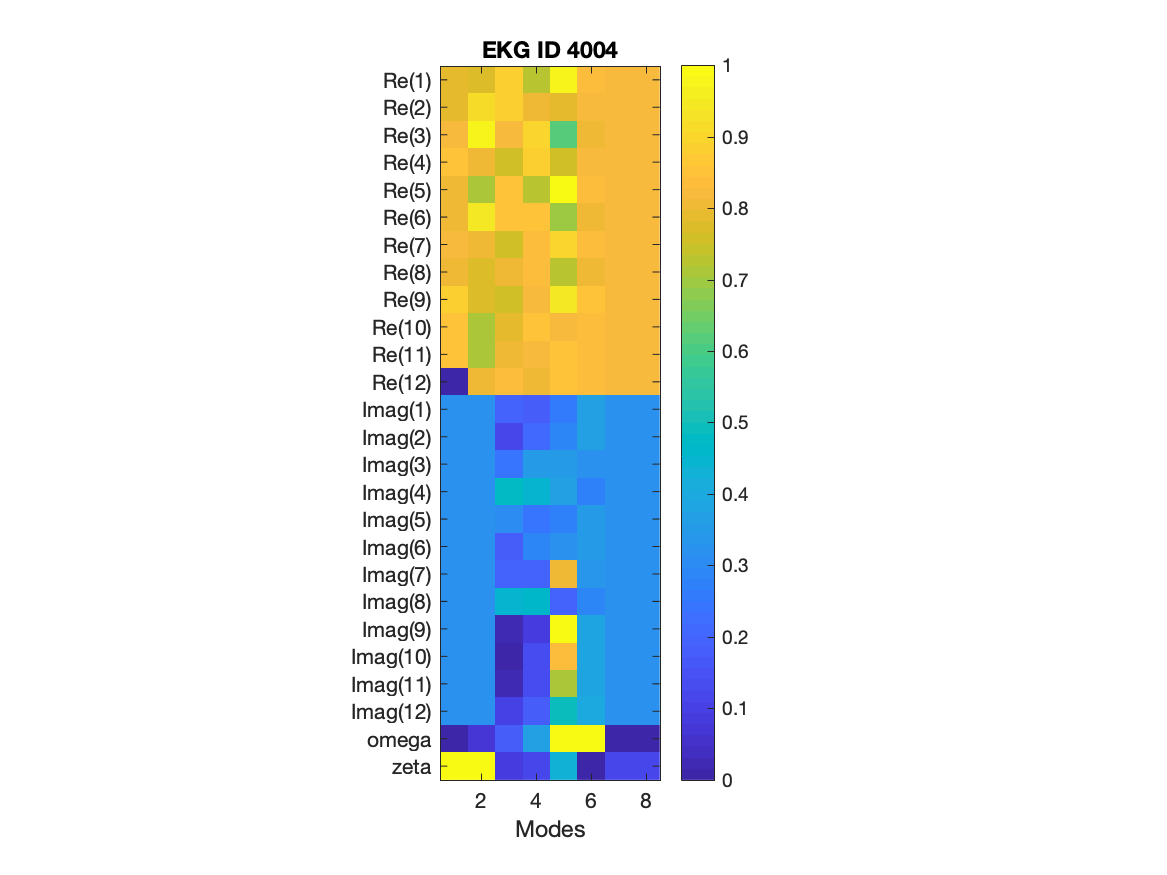 EKG ID 4004
Re(1)
Re(2)
Re(3)
Re(4)
Re(5)
Re(6)
Re(7)
Re(8)
Re(9)
Re(10)
Re(11)
Re(12)
Imag(1)
Imag(2)
Imag(3)
Imag(4)
Imag(5)
Imag(6)
Imag(7)
Imag(8)
Imag(9)
Imag(10)
Imag(11)
Imag(12)
omega
zeta
2 4 6 8
Modes
1
0.9
0.8
0.7
0.6
0.5
0.4
0.3
0.2
0.1
0